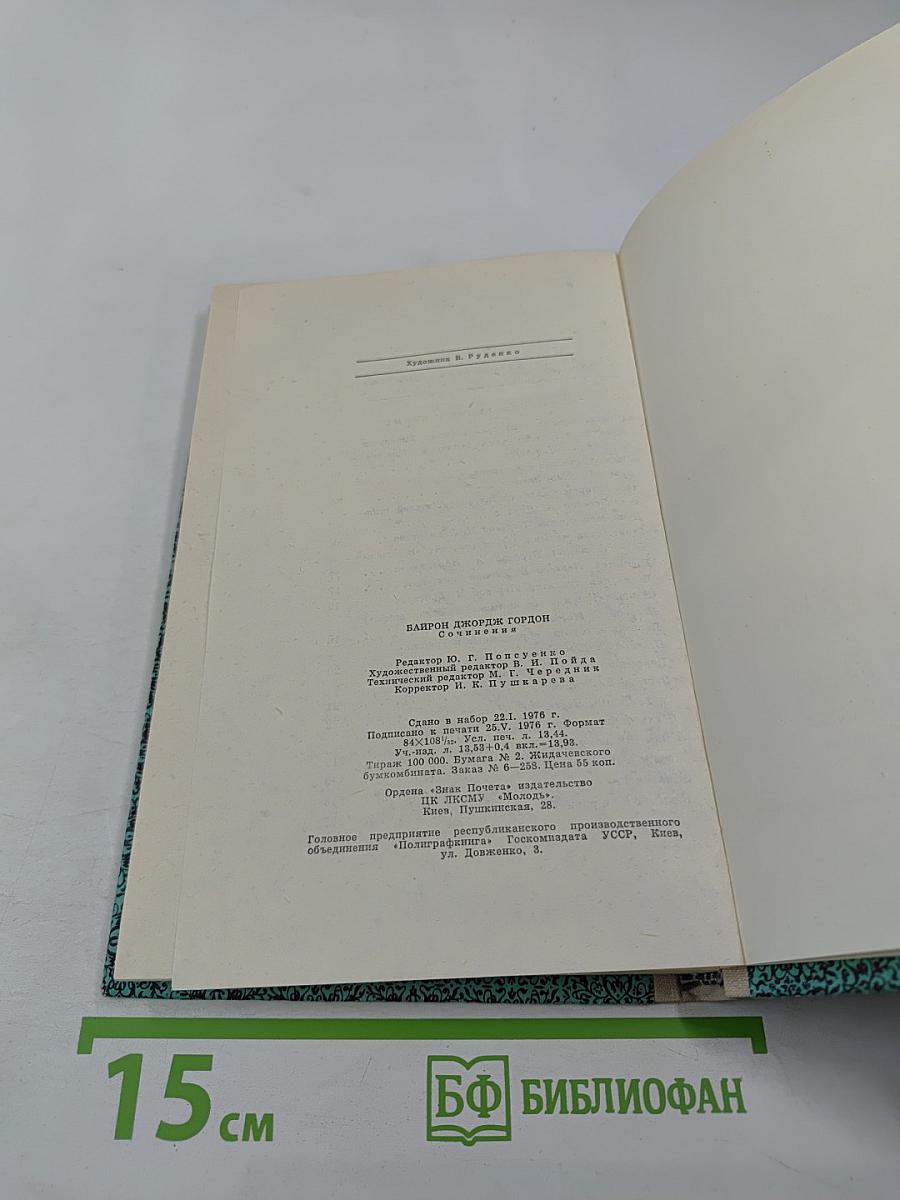 Художник В. Руденко
БАЙРОН ДЖОРДЖ ГОРДОН
Сочинения
Редактор Ю. Г. Попсуенко
Художественный редактор В. И. Пойда
Технический редактор М. Г. Чередник
Корректор И. К. Пушкарева
Сдано в набор 22.I. 1976 г.
Подписано к печати 25.V. 1976 г. Формат
84×108¹/₃₂. Усл. печ. л. 13,44.
Уч.-изд. л. 13,53+0,4 вкл.=13,93.
Тираж 100 000. Бумага № 2. Жидачевского
бумкомбината. Заказ № 6—258. Цена 55 коп.
Ордена «Знак Почета» издательство
ЦК ЛКСМУ «Молодь».
Киев, Пушкинская, 28.
Головное предприятие республиканского производственного
объединения «Полиграфкнига» Госкомиздата УССР, Киев,
ул. Довженко, 3.
15 см
БФ БИБЛИОФАН